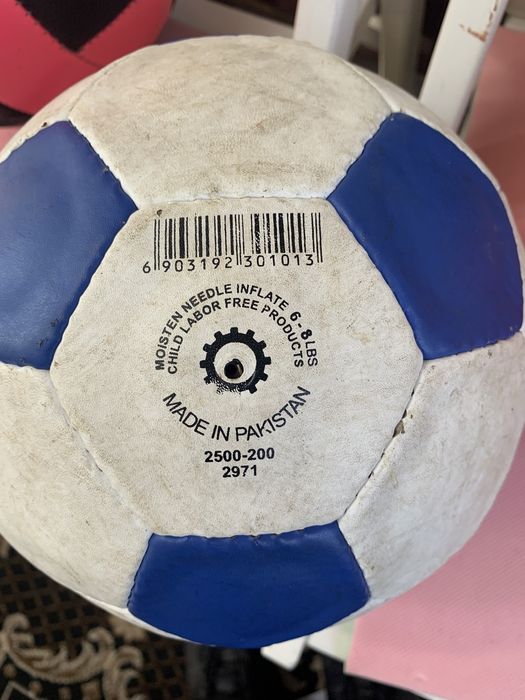 6 903192 301013
MOISTEN NEEDLE INFLATE 6-8LBS
CHILD LABOR FREE PRODUCTS
MADE IN PAKISTAN
2500-200
2971